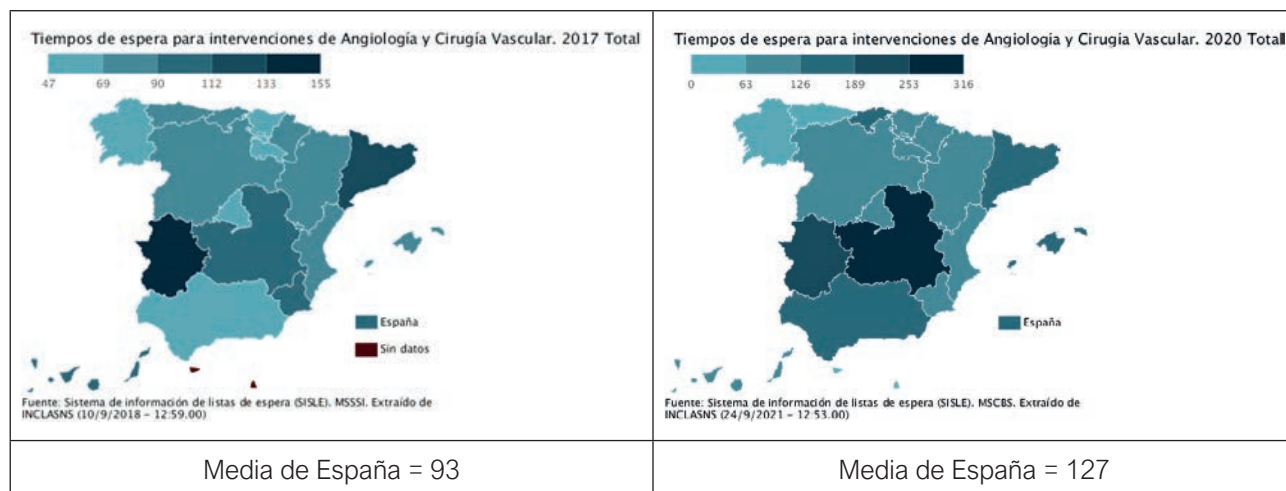 Tiempos de espera para intervenciones de Angiología y Cirugía Vascular. 2017 Total
47 69 90 112 133 155
España
Sin datos
Fuente: Sistema de información de listas de espera (SISLE). MSSSI. Extraído de
INCLASNS (10/9/2018 - 12:59.00)
Media de España = 93
Tiempos de espera para intervenciones de Angiología y Cirugía Vascular. 2020 Total
0 63 126 189 253 316
España
Fuente: Sistema de información de listas de espera (SISLE). MSCBS. Extraído de
INCLASNS (24/9/2021 - 12:53.00)
Media de España = 127